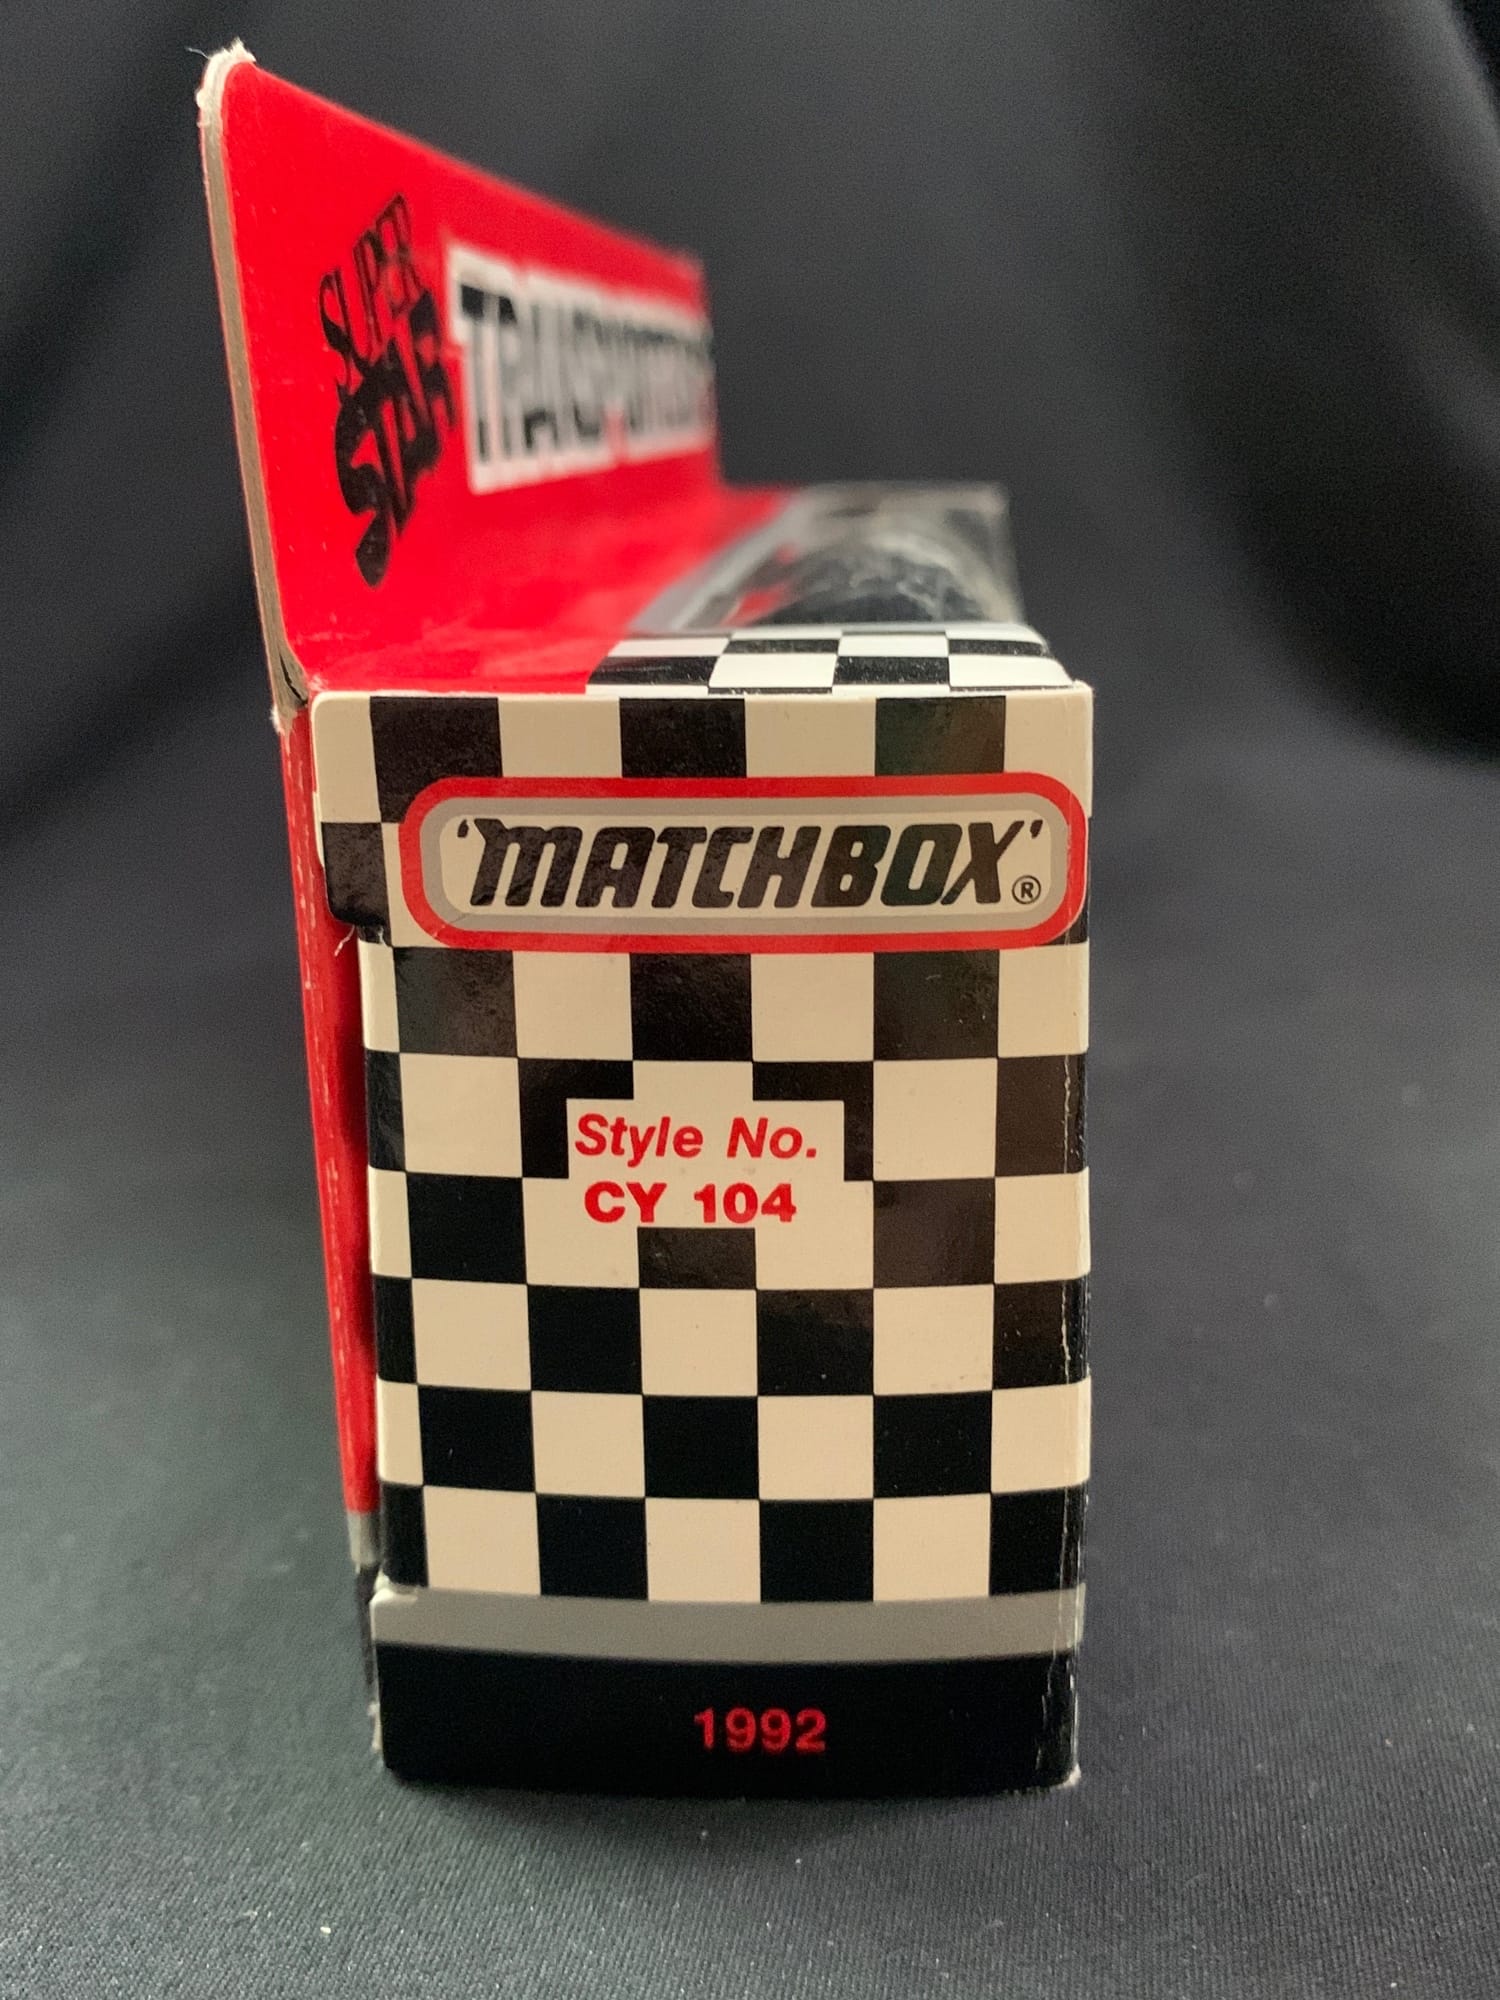 SUPER
STAR
TRANSPORTERS
'MATCHBOX'®
Style No.
CY 104
1992